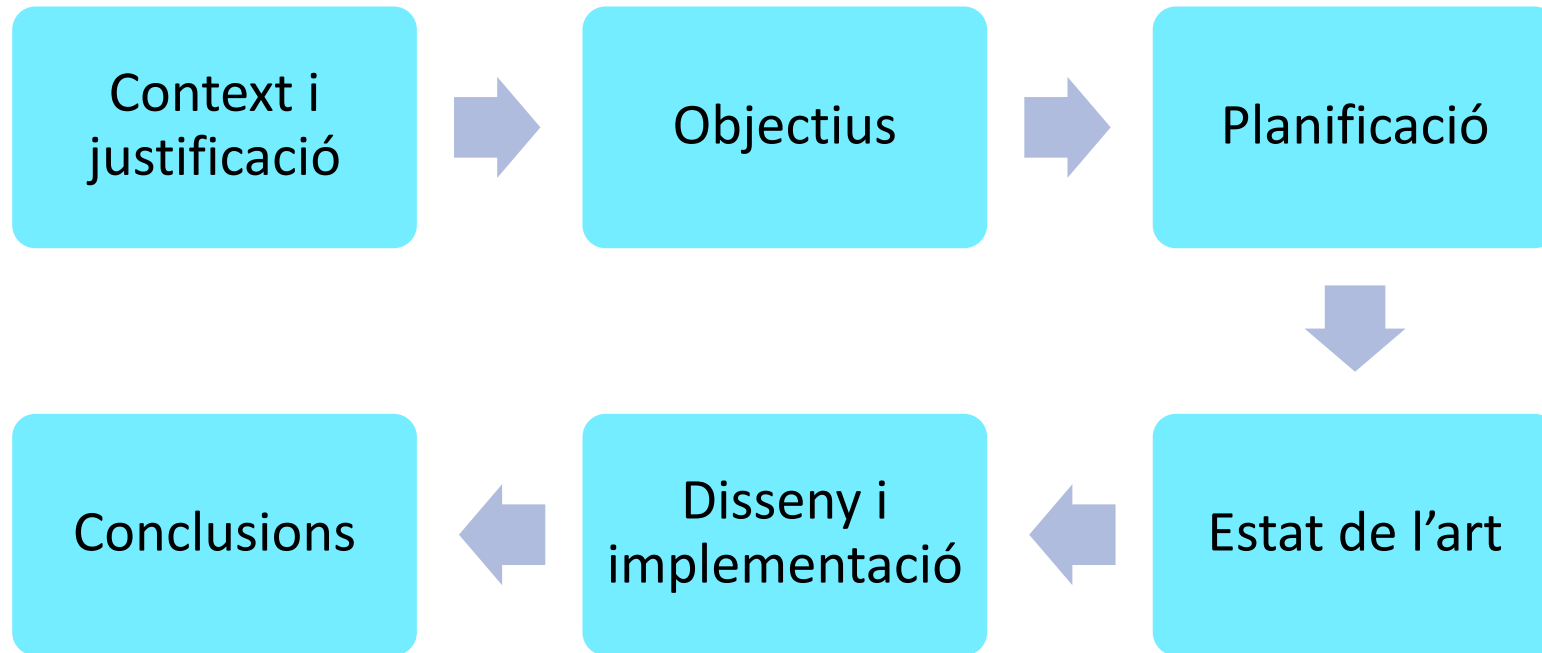 Context i
justificació
Objectius
Planificació
Estat de l’art
Disseny i
implementació
Conclusions